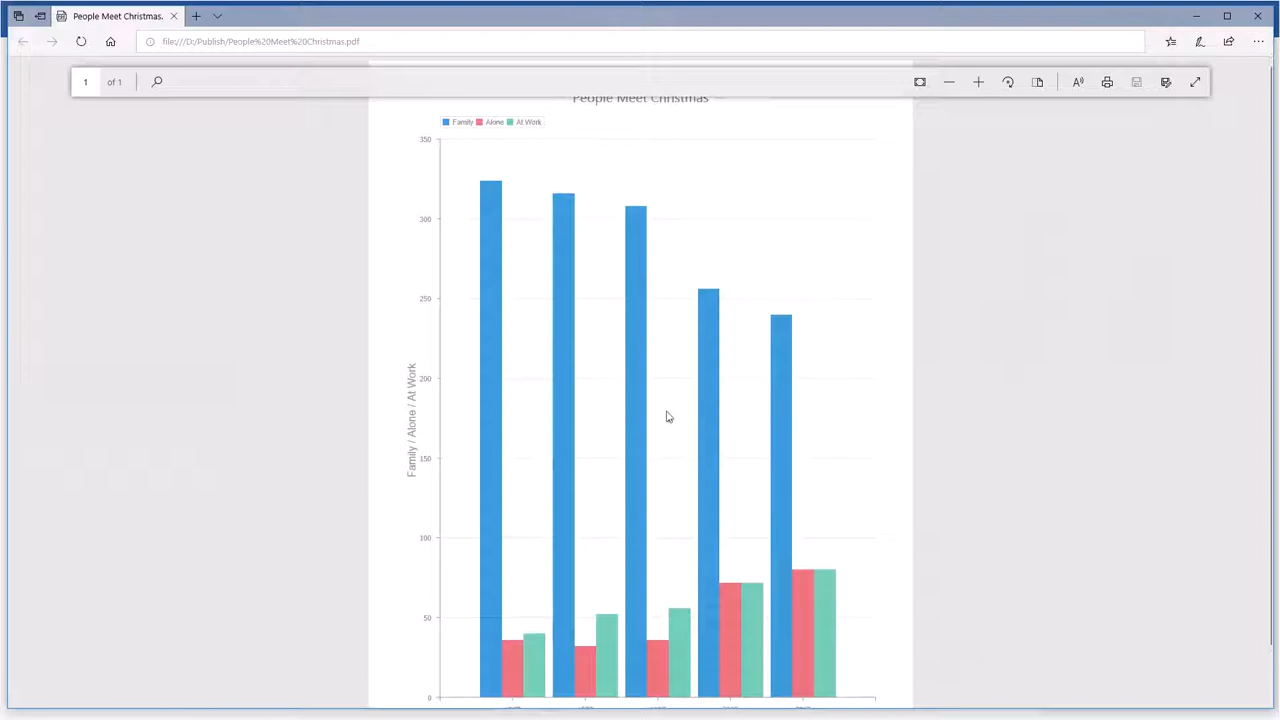 People Meet Christmas.
file:///D:/Publish/People%20Meet%20Christmas.pdf
1 of 1
People Meet Christmas
Family Alone At Work
350
300
250
200
150
100
50
0
Family / Alone / At Work